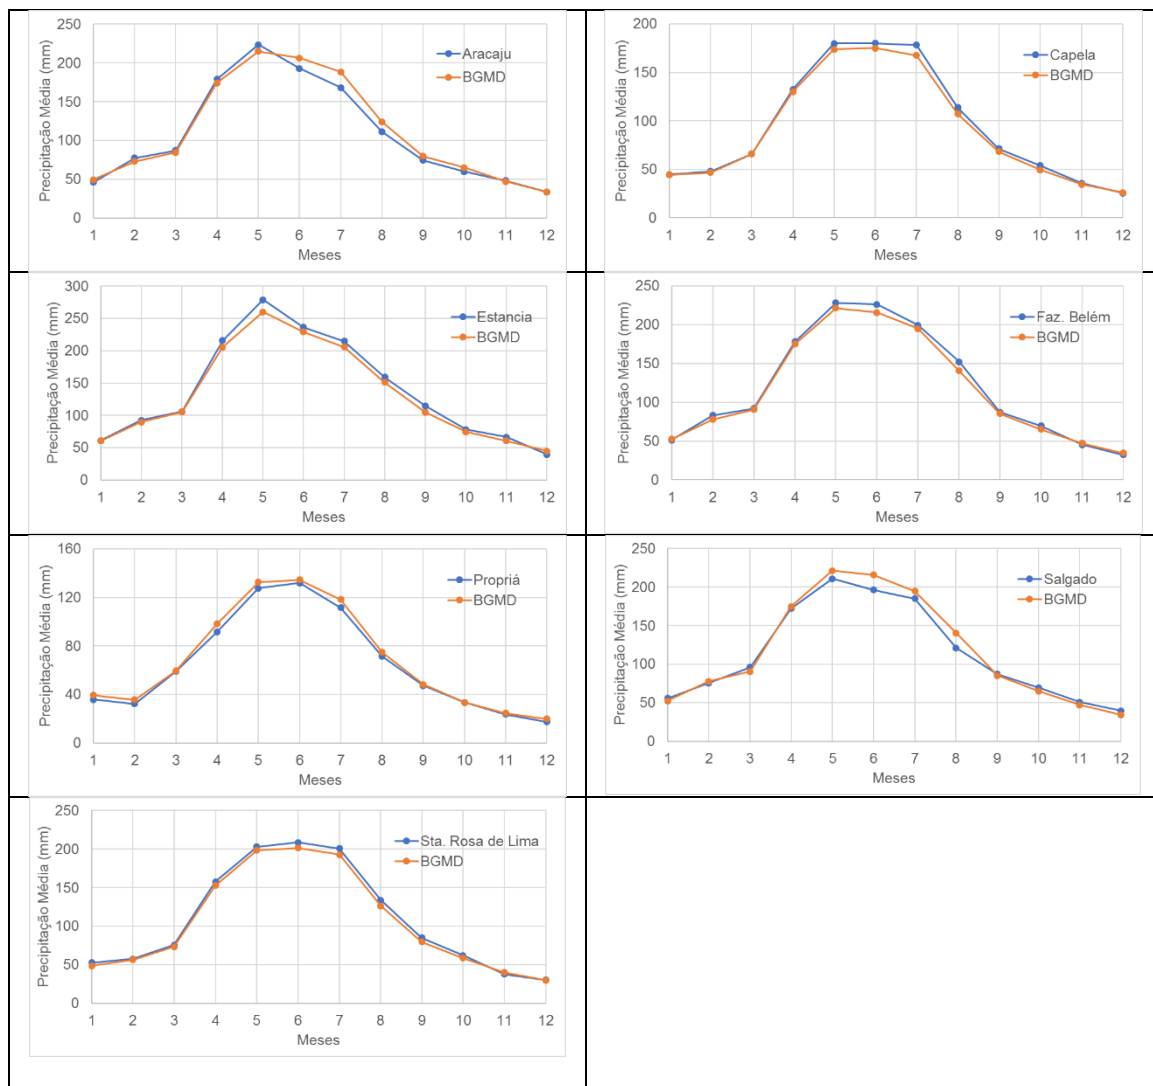 Precipitação Média (mm)
250
200
150
100
50
0
Aracaju
BGMD
1 2 3 4 5 6 7 8 9 10 11 12
Meses
Precipitação Média (mm)
200
150
100
50
0
Capela
BGMD
1 2 3 4 5 6 7 8 9 10 11 12
Meses
Precipitação Média (mm)
300
250
200
150
100
50
0
Estancia
BGMD
1 2 3 4 5 6 7 8 9 10 11 12
Meses
Precipitação Média (mm)
250
200
150
100
50
0
Faz. Belém
BGMD
1 2 3 4 5 6 7 8 9 10 11 12
Meses
Precipitação Média (mm)
160
120
80
40
0
Propriá
BGMD
1 2 3 4 5 6 7 8 9 10 11 12
Meses
Precipitação Média (mm)
250
200
150
100
50
0
Salgado
BGMD
1 2 3 4 5 6 7 8 9 10 11 12
Meses
Precipitação Média (mm)
250
200
150
100
50
0
Sta. Rosa de Lima
BGMD
1 2 3 4 5 6 7 8 9 10 11 12
Meses